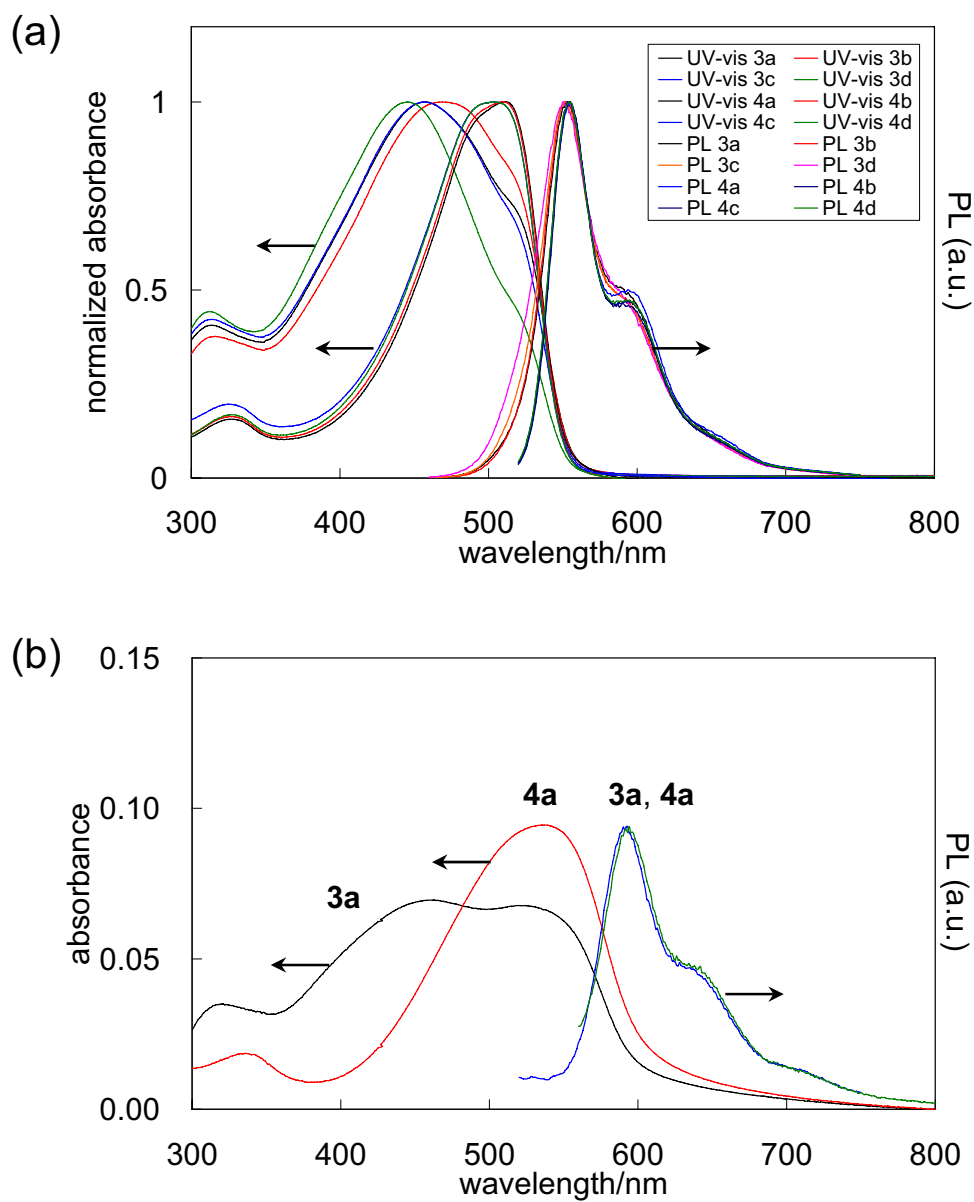 (a)
UV-vis 3a UV-vis 3b
UV-vis 3c UV-vis 3d
UV-vis 4a UV-vis 4b
UV-vis 4c UV-vis 4d
PL 3a PL 3b
PL 3c PL 3d
PL 4a PL 4b
PL 4c PL 4d
1
0.5
0
normalized absorbance
PL (a.u.)
300 400 500 600 700 800
wavelength/nm
(b)
0.15
0.10
0.05
0.00
absorbance
3a
4a
3a, 4a
PL (a.u.)
300 400 500 600 700 800
wavelength/nm